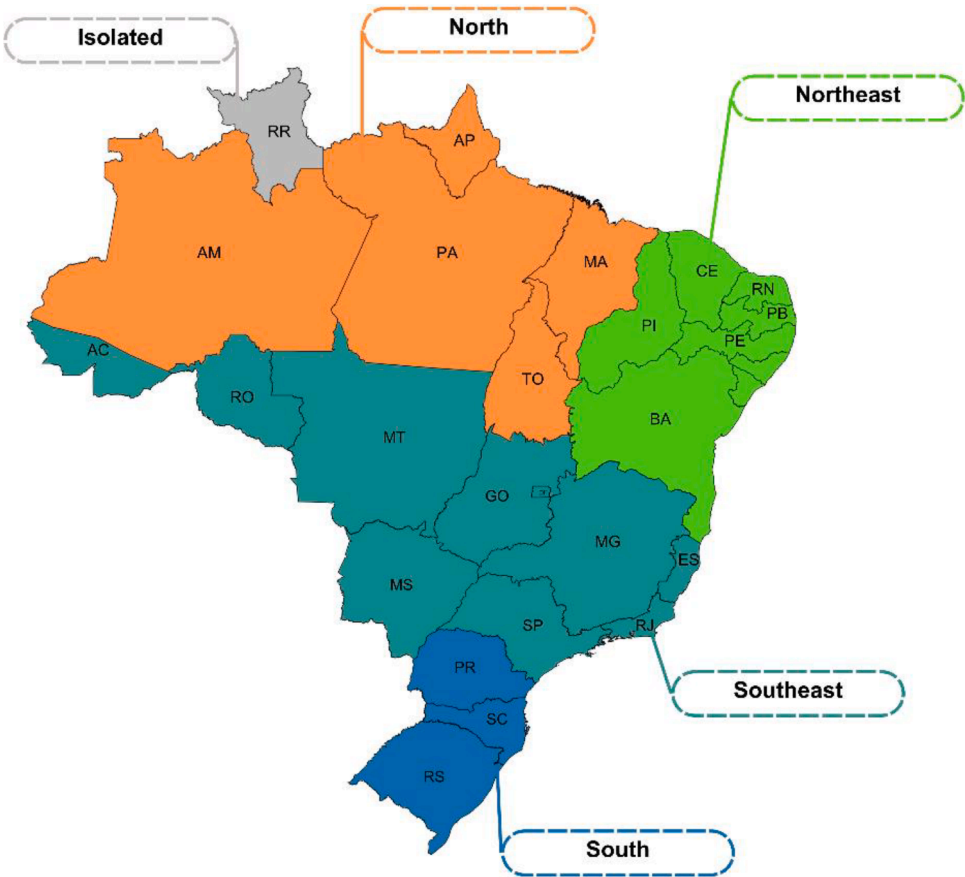 North
Isolated
Northeast
RR
AP
AM
PA
MA
CE
RN
PB
PI
PE
AC
TO
RO
BA
MT
GO
MG
ES
MS
SP
RJ
PR
Southeast
SC
RS
South